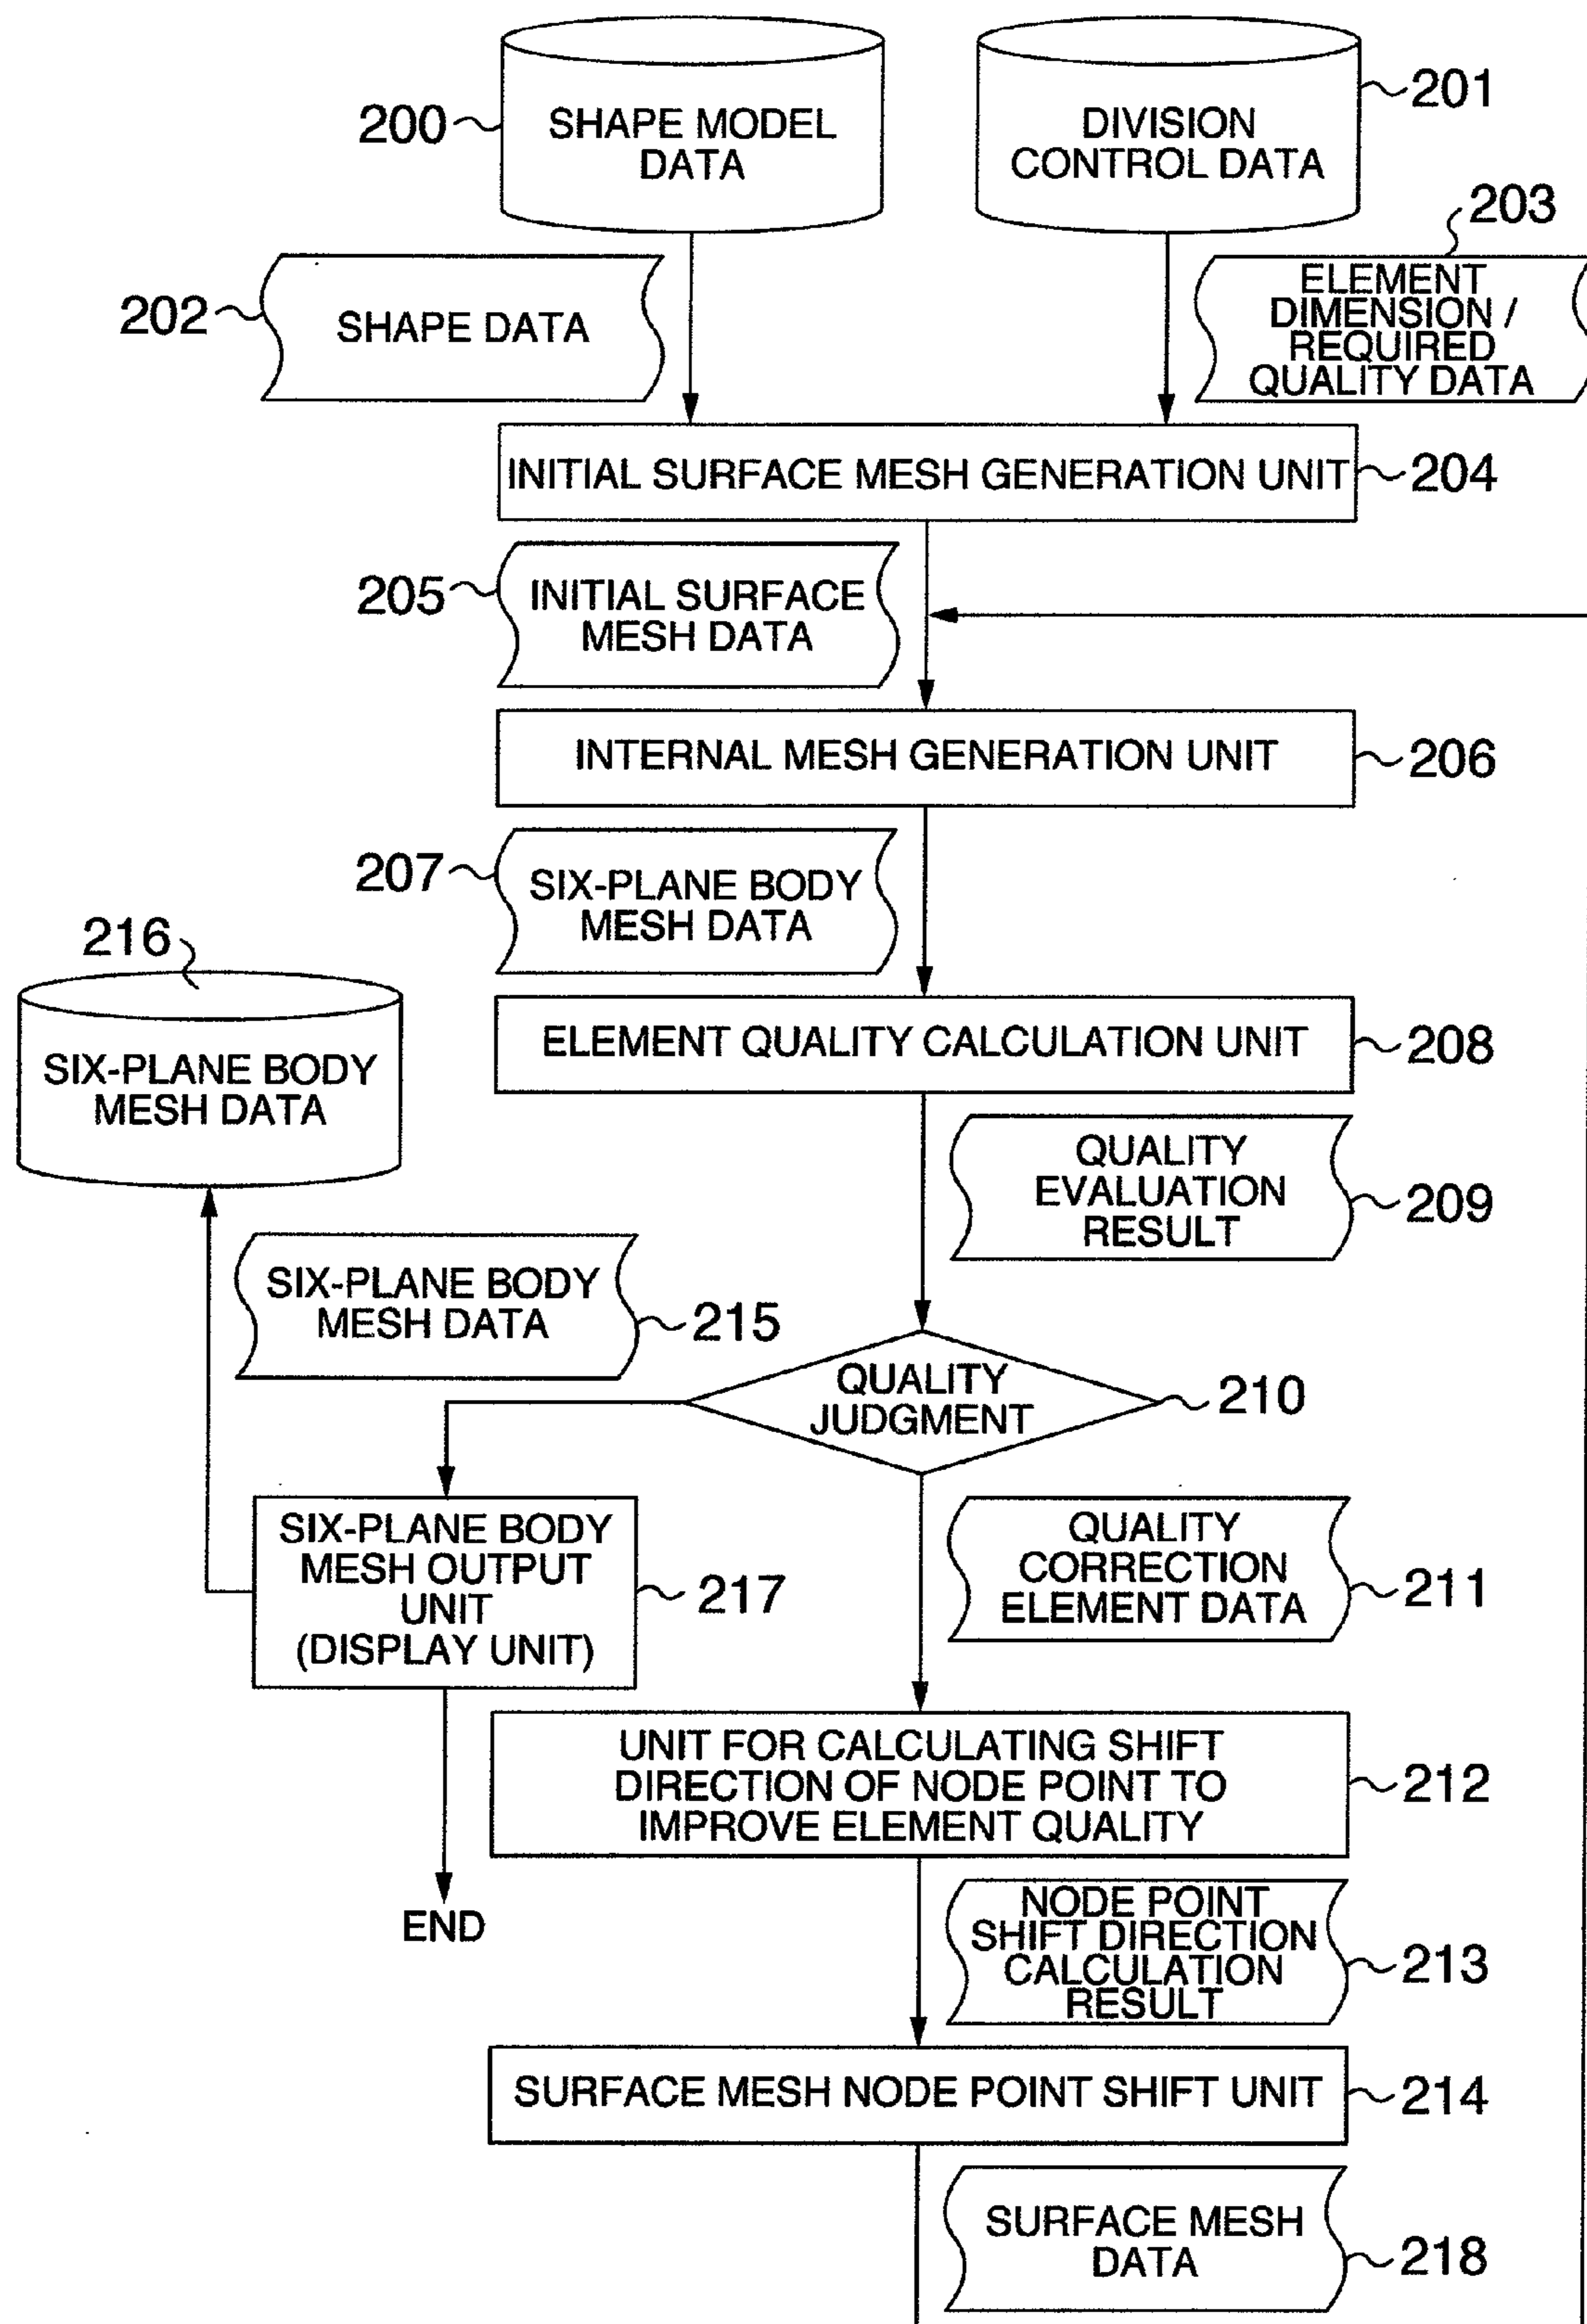 200
SHAPE MODEL
DATA
DIVISION
CONTROL DATA
201
202
SHAPE DATA
203
ELEMENT
DIMENSION /
REQUIRED
QUALITY DATA
INITIAL SURFACE MESH GENERATION UNIT
204
205
INITIAL SURFACE
MESH DATA
INTERNAL MESH GENERATION UNIT
206
207
SIX-PLANE BODY
MESH DATA
216
SIX-PLANE BODY
MESH DATA
ELEMENT QUALITY CALCULATION UNIT
208
QUALITY
EVALUATION
RESULT
209
SIX-PLANE BODY
MESH DATA
215
QUALITY
JUDGMENT
210
SIX-PLANE BODY
MESH OUTPUT
UNIT
(DISPLAY UNIT)
217
QUALITY
CORRECTION
ELEMENT DATA
211
UNIT FOR CALCULATING SHIFT
DIRECTION OF NODE POINT TO
IMPROVE ELEMENT QUALITY
212
END
NODE POINT
SHIFT DIRECTION
CALCULATION
RESULT
213
SURFACE MESH NODE POINT SHIFT UNIT
214
SURFACE MESH
DATA
218